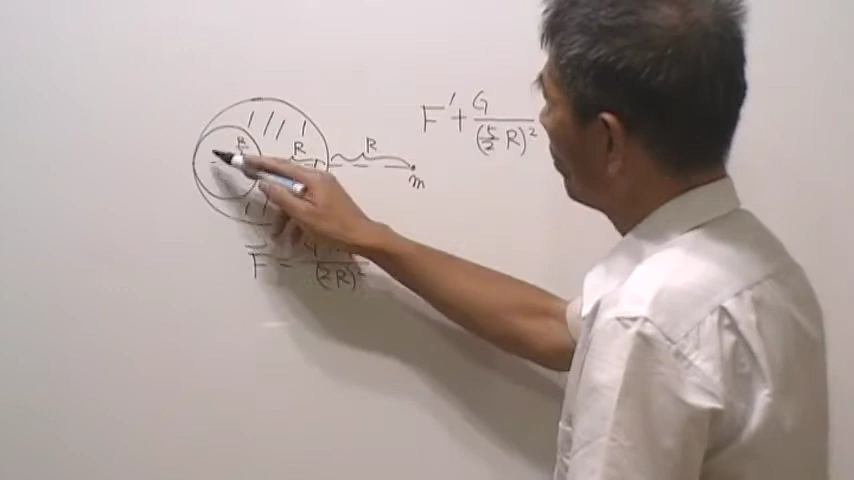 R
R
R
m
F' + G
(5/2 R)²
F =
(2R)²